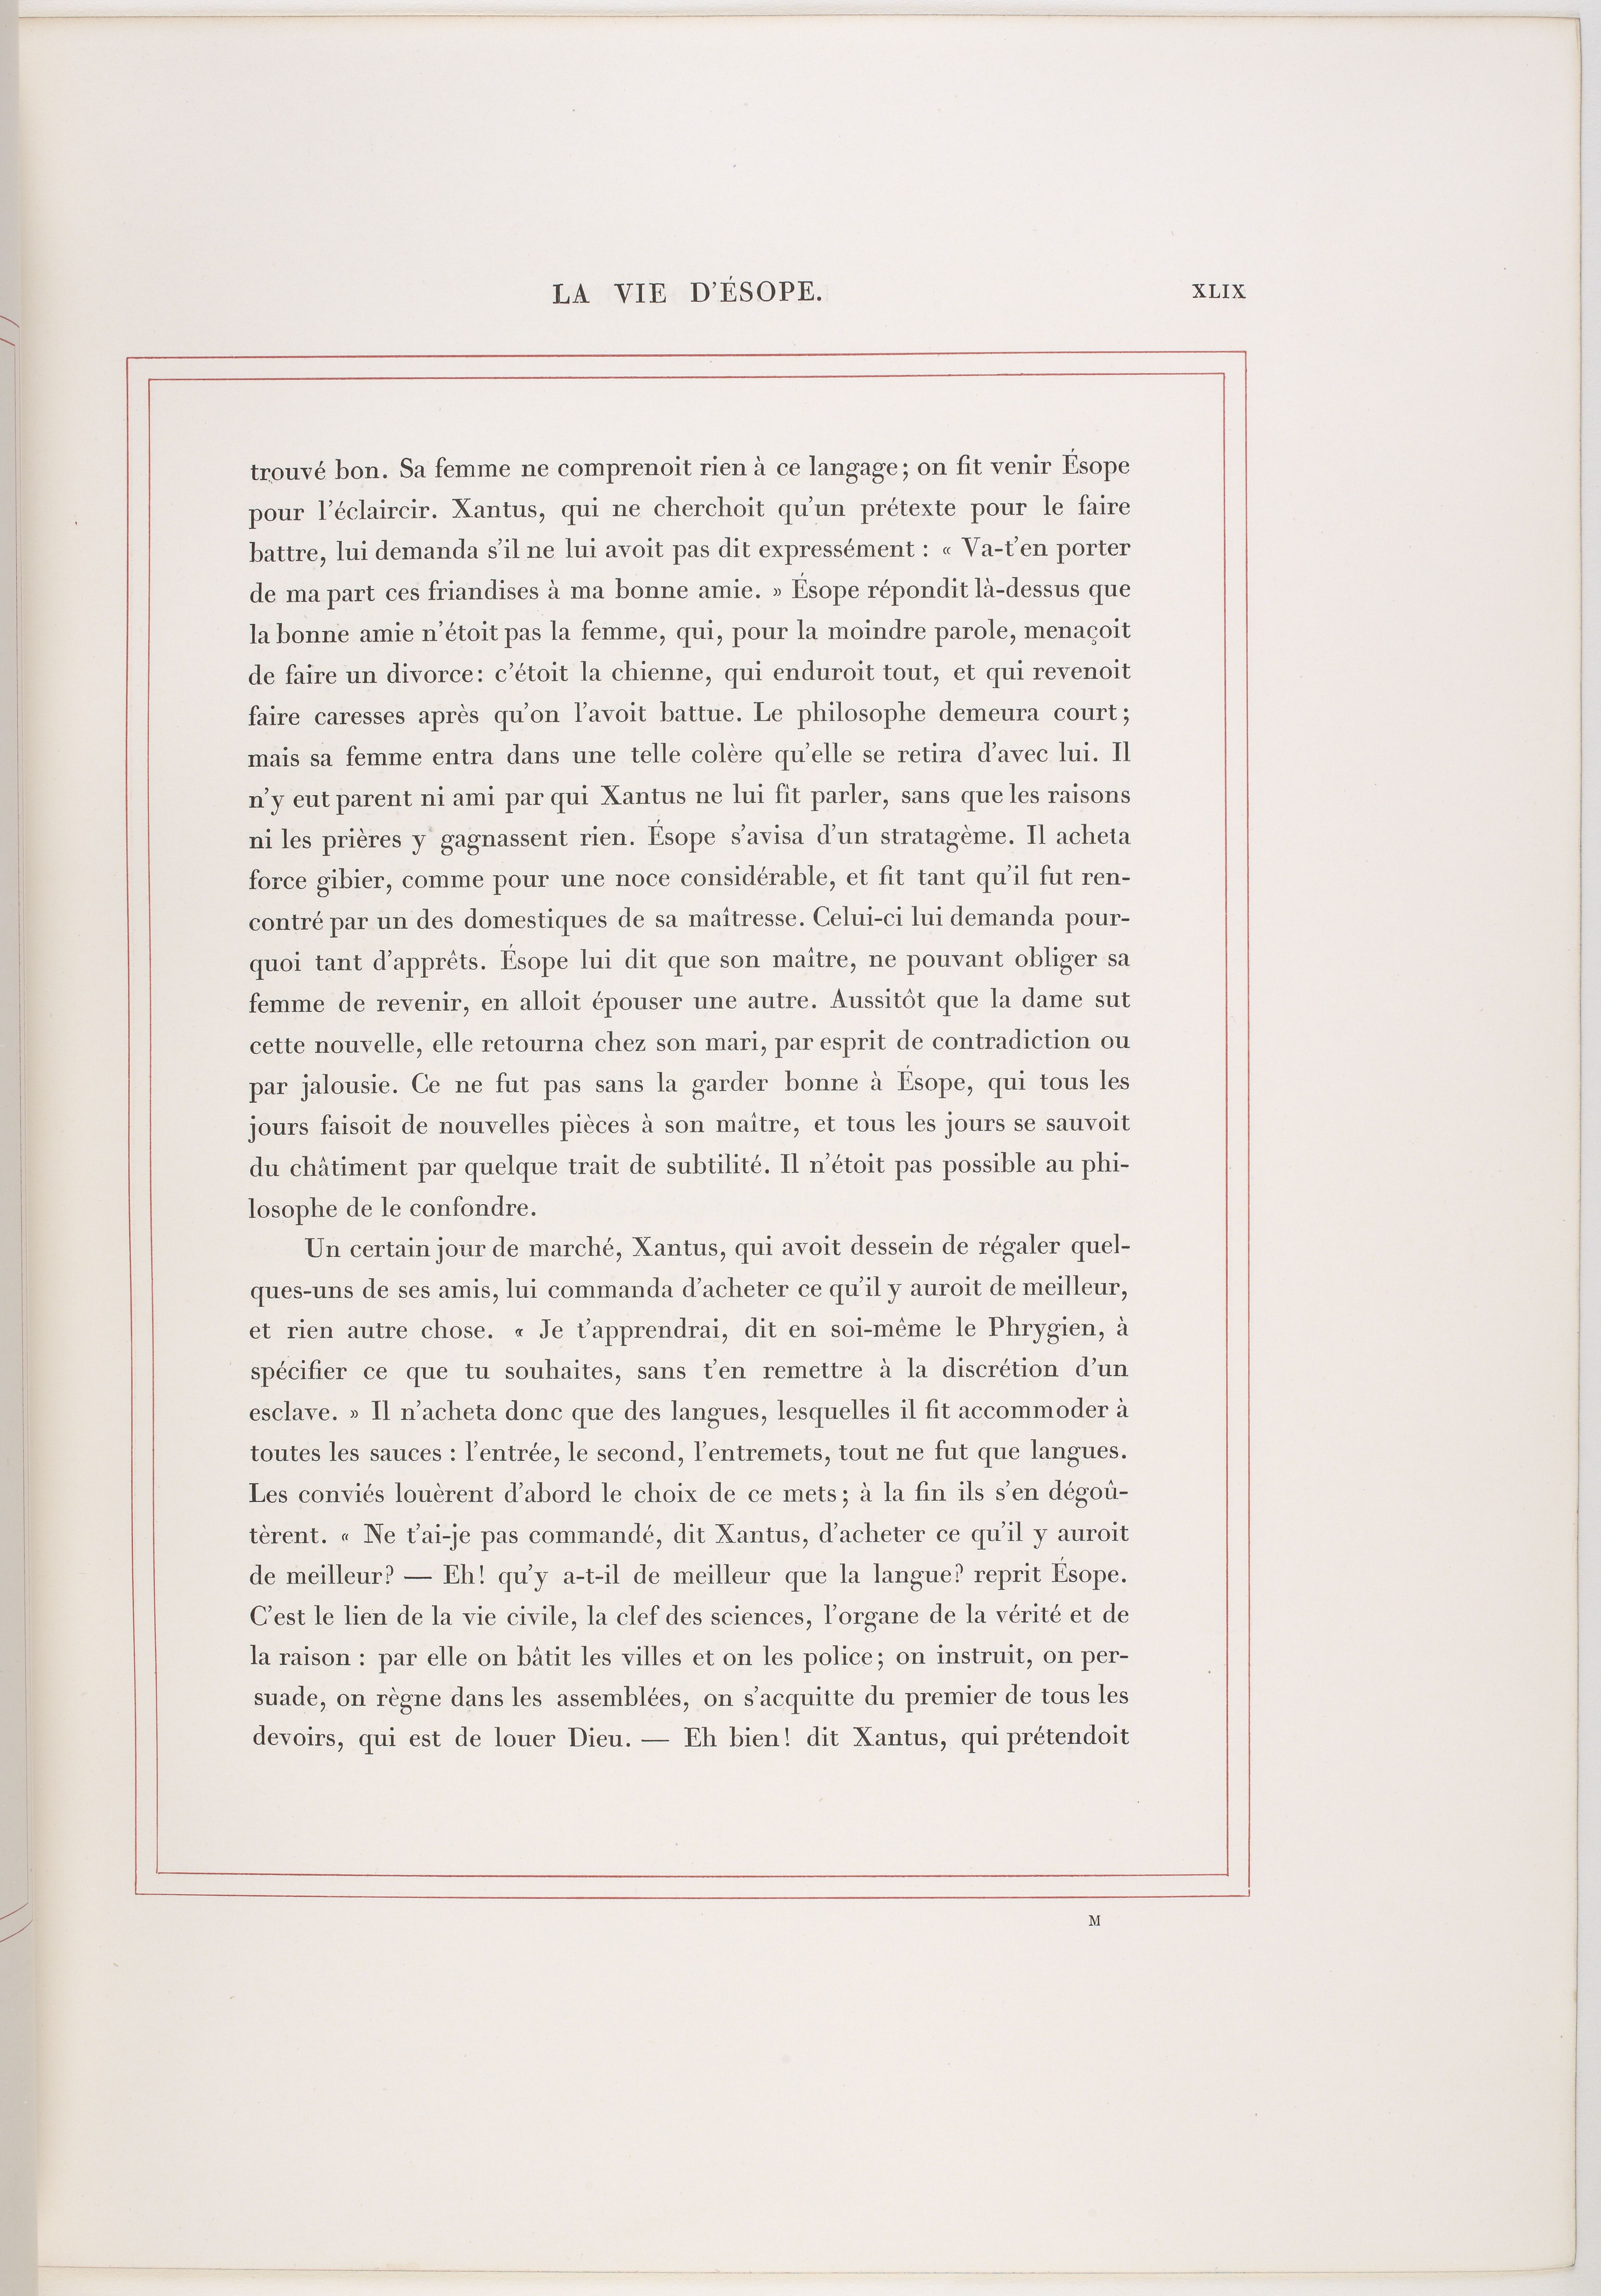 LA VIE D'ÉSOPE. XLIX
trouvé bon. Sa femme ne comprenoit rien à ce langage; on fit venir Ésope
pour l'éclaircir. Xantus, qui ne cherchoit qu'un prétexte pour le faire
battre, lui demanda s'il ne lui avoit pas dit expressément : « Va-t'en porter
de ma part ces friandises à ma bonne amie. » Ésope répondit là-dessus que
la bonne amie n'étoit pas la femme, qui, pour la moindre parole, menaçoit
de faire un divorce: c'étoit la chienne, qui enduroit tout, et qui revenoit
faire caresses après qu'on l'avoit battue. Le philosophe demeura court;
mais sa femme entra dans une telle colère qu'elle se retira d'avec lui. Il
n'y eut parent ni ami par qui Xantus ne lui fit parler, sans que les raisons
ni les prières y gagnassent rien. Ésope s'avisa d'un stratagème. Il acheta
force gibier, comme pour une noce considérable, et fit tant qu'il fut ren-
contré par un des domestiques de sa maîtresse. Celui-ci lui demanda pour-
quoi tant d'apprêts. Ésope lui dit que son maître, ne pouvant obliger sa
femme de revenir, en alloit épouser une autre. Aussitôt que la dame sut
cette nouvelle, elle retourna chez son mari, par esprit de contradiction ou
par jalousie. Ce ne fut pas sans la garder bonne à Ésope, qui tous les
jours faisoit de nouvelles pièces à son maître, et tous les jours se sauvoit
du châtiment par quelque trait de subtilité. Il n'étoit pas possible au phi-
losophe de le confondre.
Un certain jour de marché, Xantus, qui avoit dessein de régaler quel-
ques-uns de ses amis, lui commanda d'acheter ce qu'il y auroit de meilleur,
et rien autre chose. « Je t'apprendrai, dit en soi-même le Phrygien, à
spécifier ce que tu souhaites, sans t'en remettre à la discrétion d'un
esclave. » Il n'acheta donc que des langues, lesquelles il fit accommoder à
toutes les sauces : l'entrée, le second, l'entremets, tout ne fut que langues.
Les conviés louèrent d'abord le choix de ce mets; à la fin ils s'en dégoû-
tèrent. « Ne t'ai-je pas commandé, dit Xantus, d'acheter ce qu'il y auroit
de meilleur? — Eh! qu'y a-t-il de meilleur que la langue? reprit Ésope.
C'est le lien de la vie civile, la clef des sciences, l'organe de la vérité et de
la raison : par elle on bâtit les villes et on les police; on instruit, on per-
suade, on règne dans les assemblées, on s'acquitte du premier de tous les
devoirs, qui est de louer Dieu. — Eh bien! dit Xantus, qui prétendoit
M